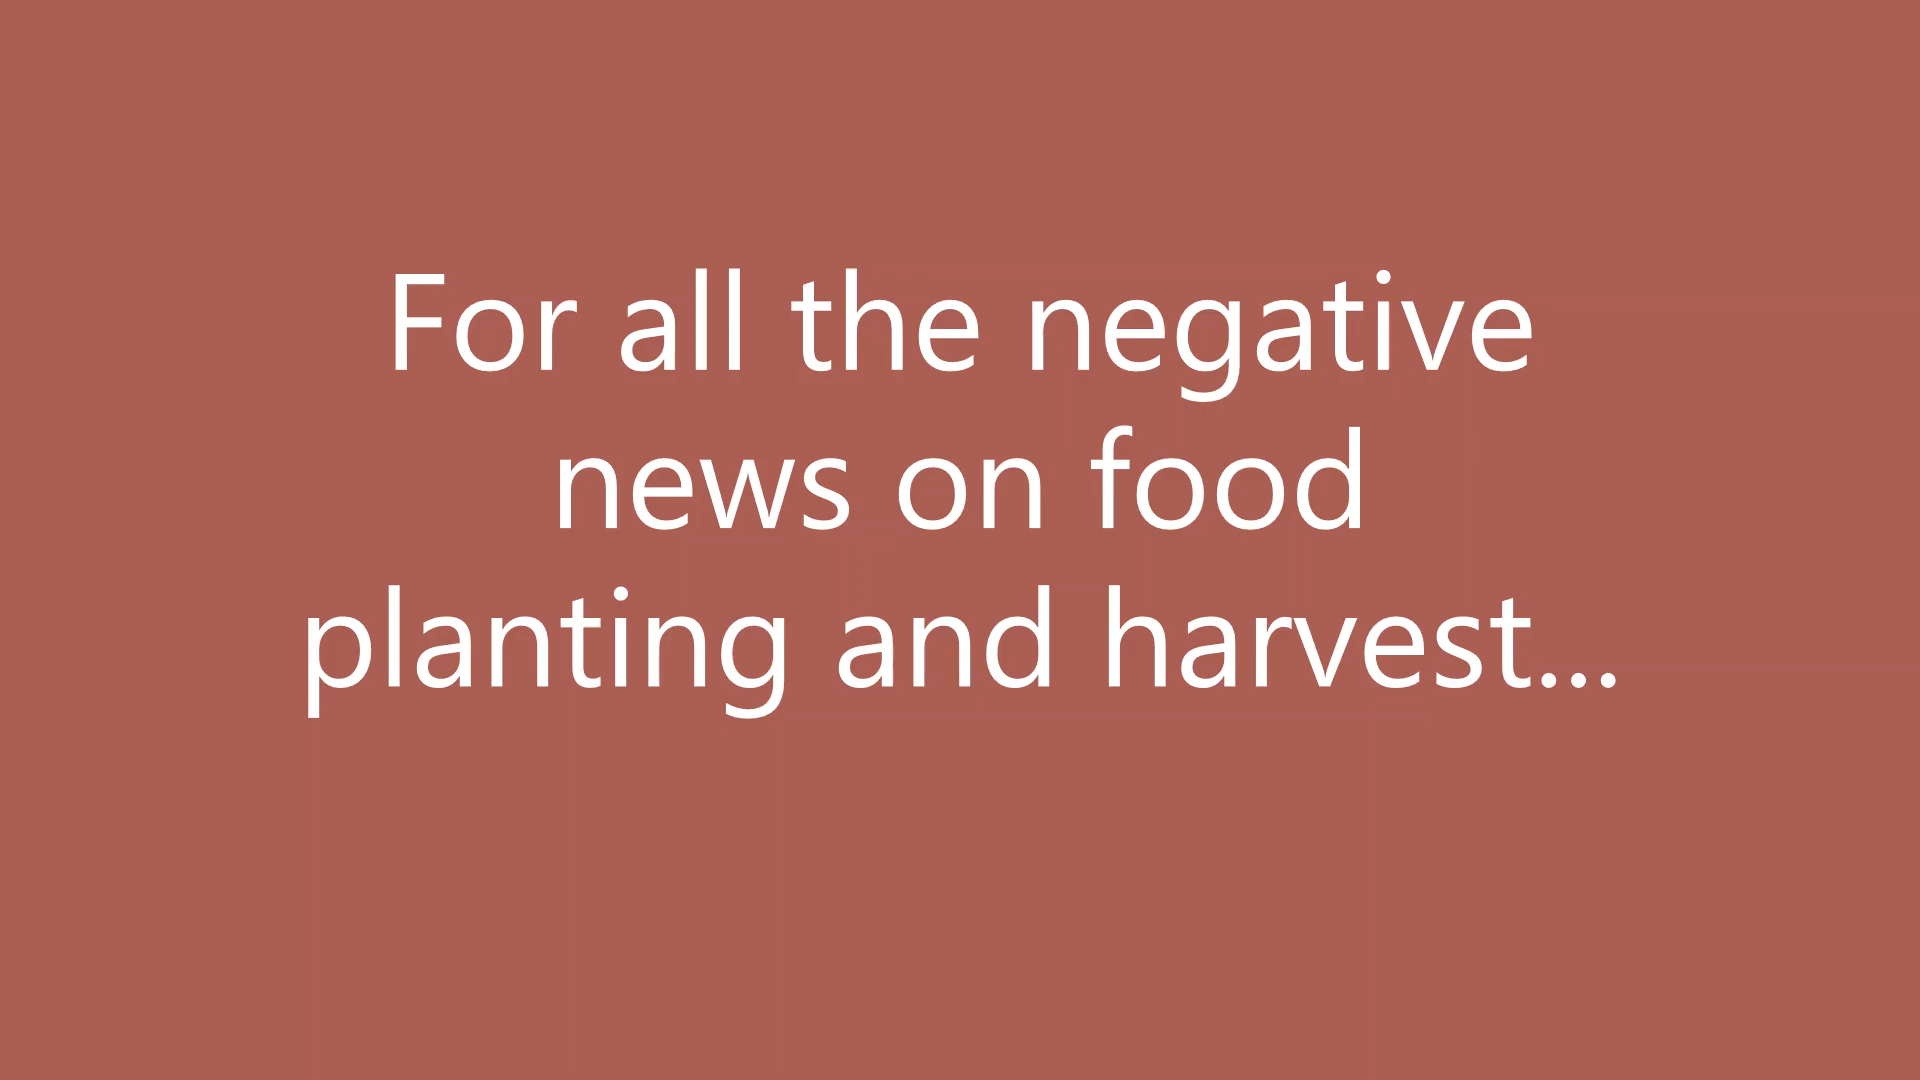 For all the negative
news on food
planting and harvest...